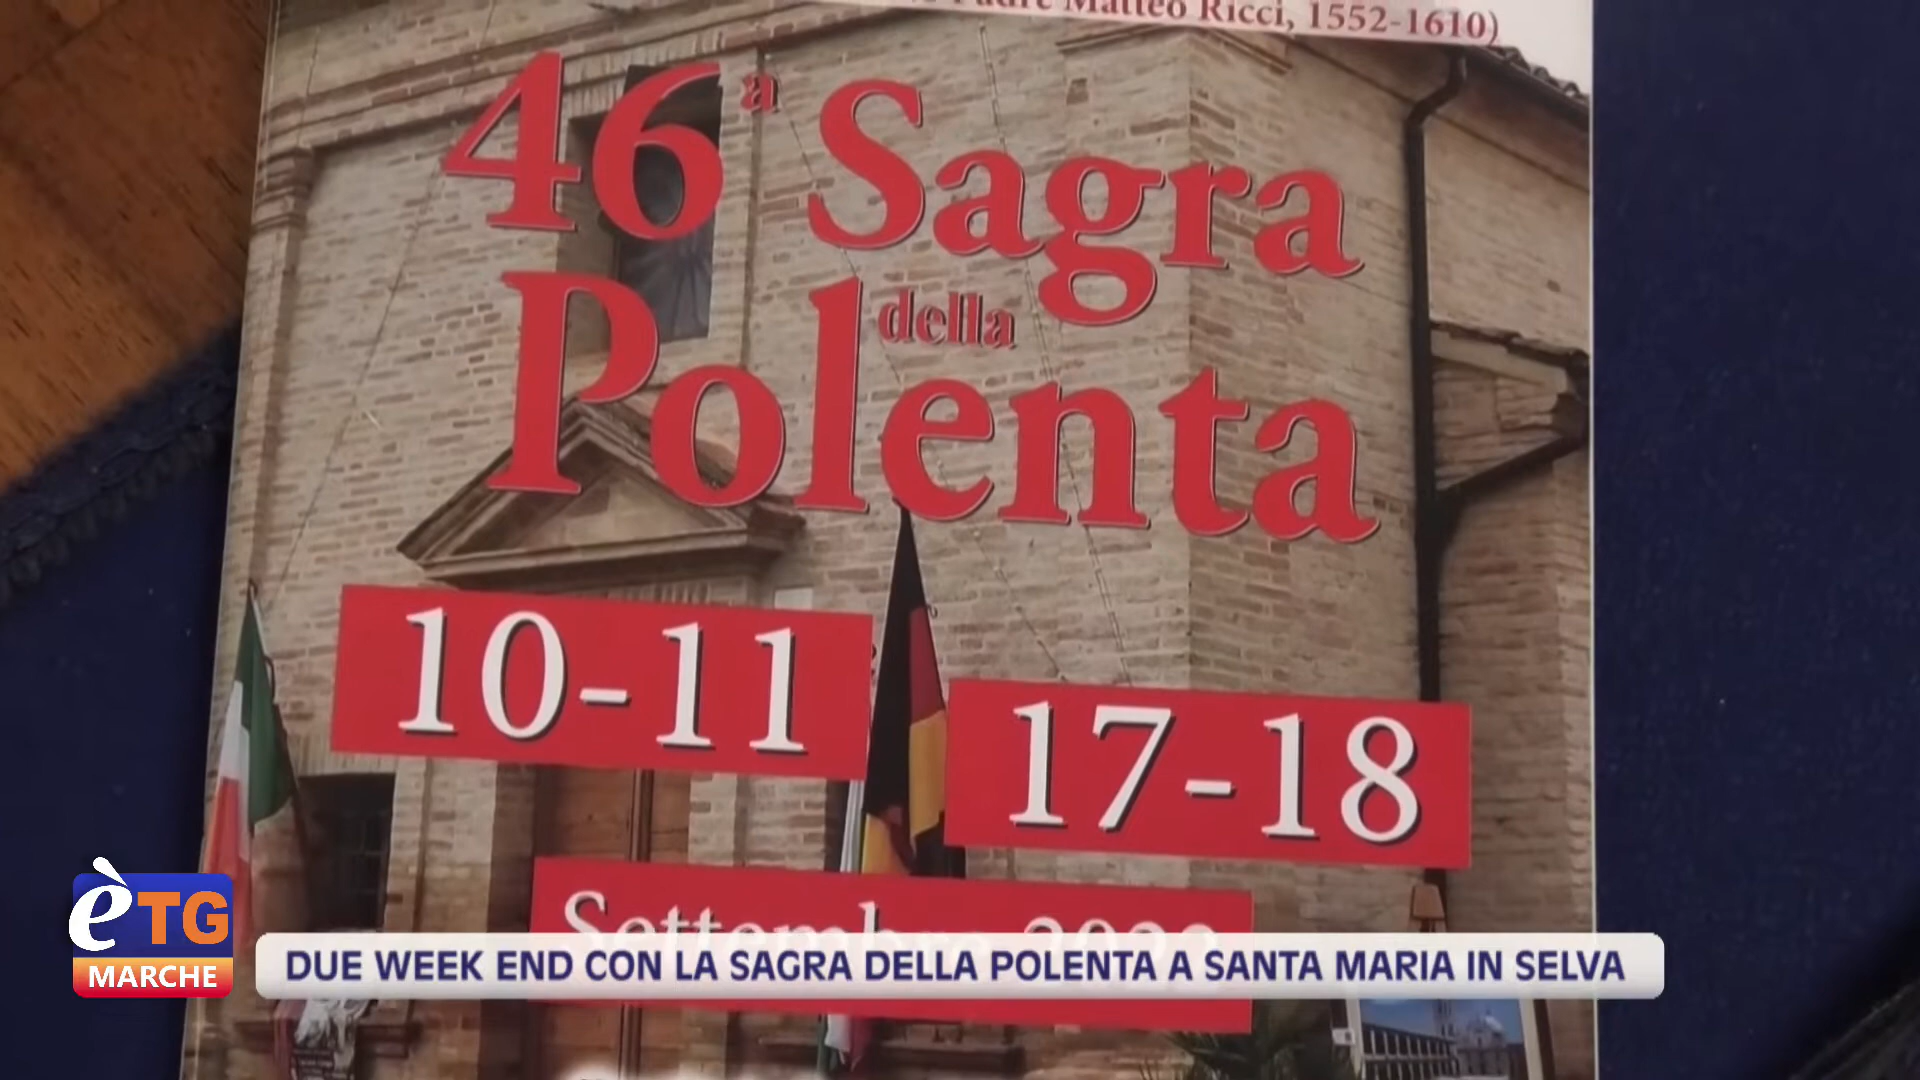 Matteo Ricci, 1552-1610)
46ª Sagra
della
Polenta
10-11
17-18
Settembre
èTG
MARCHE
DUE WEEK END CON LA SAGRA DELLA POLENTA A SANTA MARIA IN SELVA